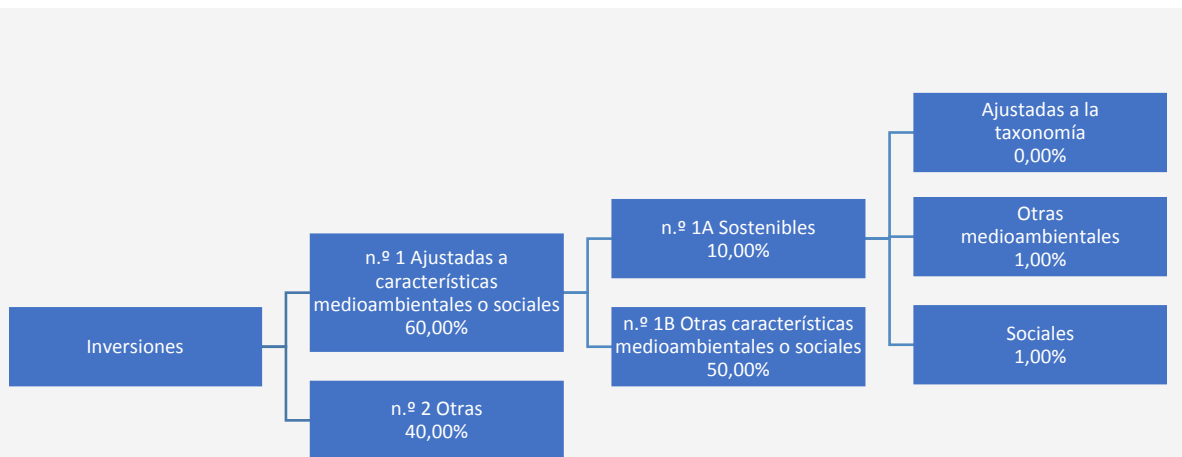 Inversiones
n.º 1 Ajustadas a
características
medioambientales o sociales
60,00%
n.º 2 Otras
40,00%
n.º 1A Sostenibles
10,00%
n.º 1B Otras características
medioambientales o sociales
50,00%
Ajustadas a la
taxonomía
0,00%
Otras
medioambientales
1,00%
Sociales
1,00%